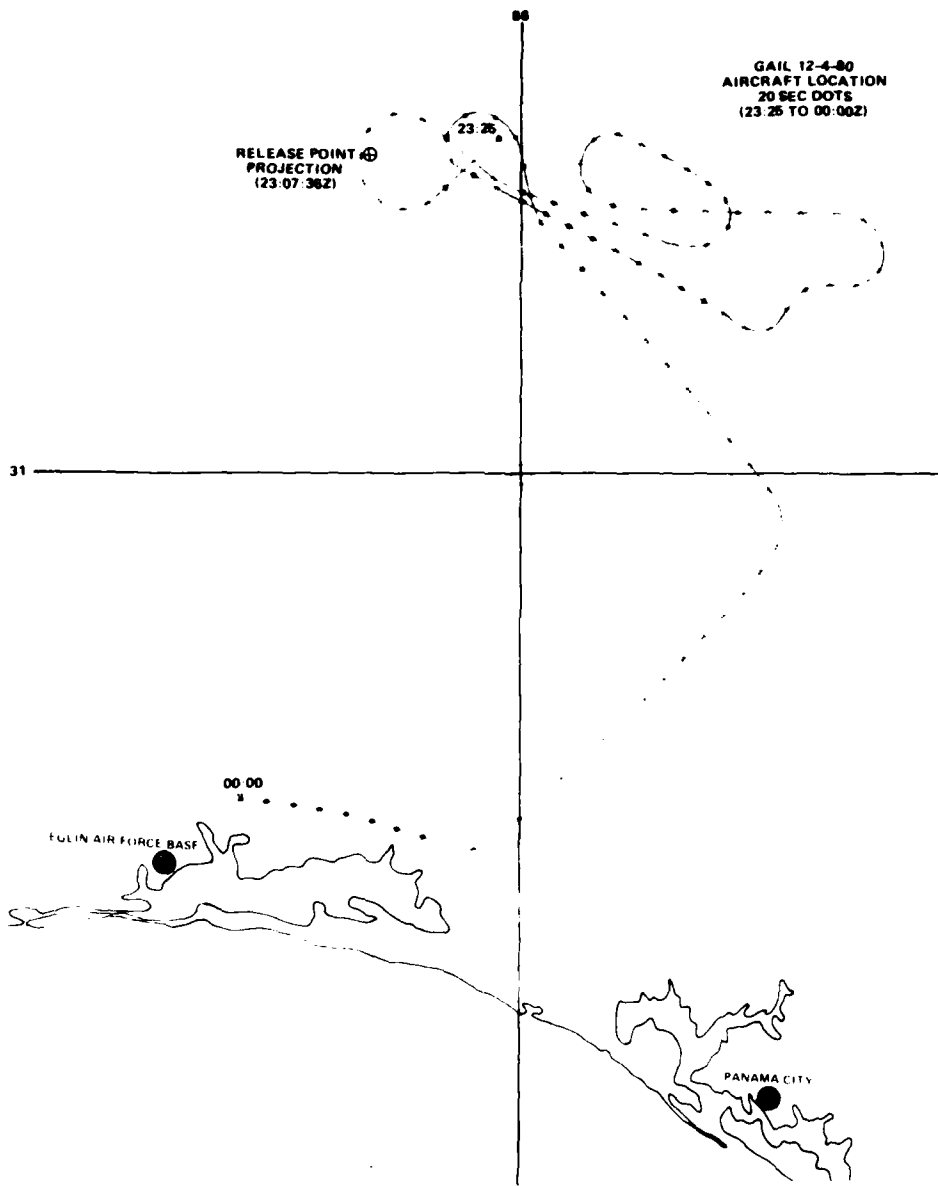 86
GAIL 12-4-80
AIRCRAFT LOCATION
20 SEC DOTS
(23:25 TO 00:00Z)
23:25
RELEASE POINT
PROJECTION
(23:07:36Z)
31
00:00
EGLIN AIR FORCE BASE
PANAMA CITY